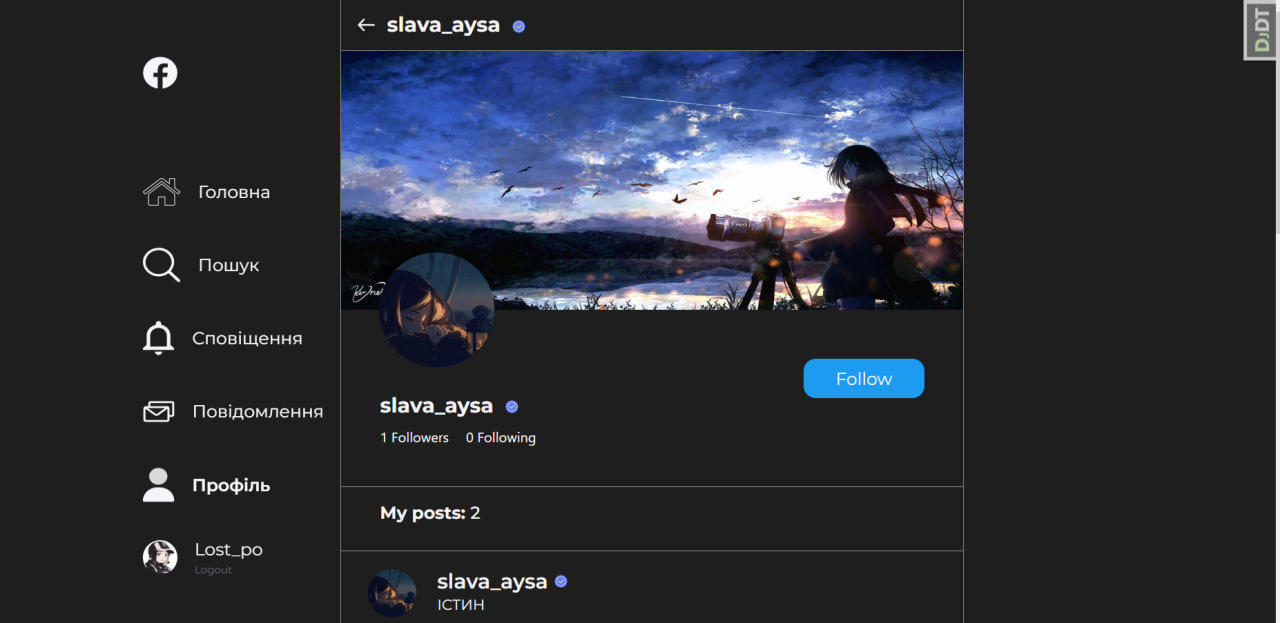 slava_aysa
DJDT
Головна
Пошук
Сповіщення
Повідомлення
Профіль
Lost_po
Logout
Follow
slava_aysa
1 Followers 0 Following
My posts: 2
slava_aysa
ІСТИН